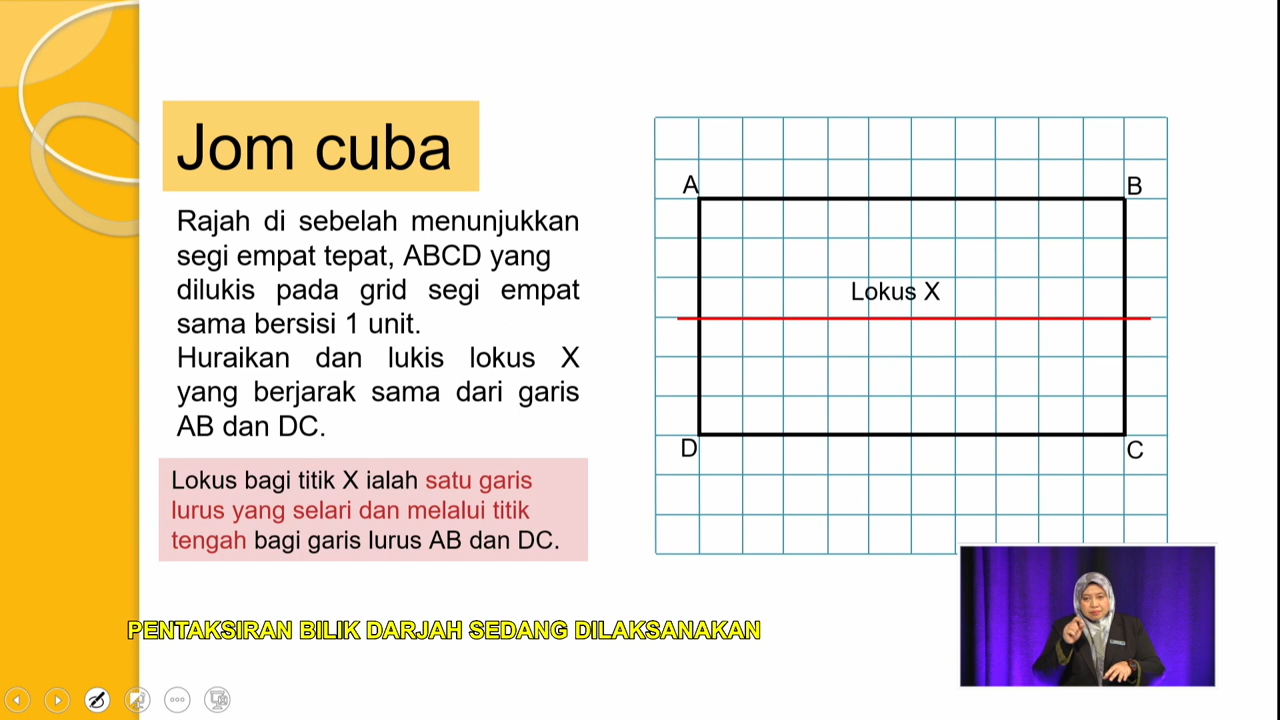 Jom cuba
Rajah di sebelah menunjukkan
segi empat tepat, ABCD yang
dilukis pada grid segi empat
sama bersisi 1 unit.
Huraikan dan lukis lokus X
yang berjarak sama dari garis
AB dan DC.
Lokus bagi titik X ialah satu garis
lurus yang selari dan melalui titik
tengah bagi garis lurus AB dan DC.
A
B
Lokus X
D
C
PENTAKSIRAN BILIK DARJAH SEDANG DILAKSANAKAN